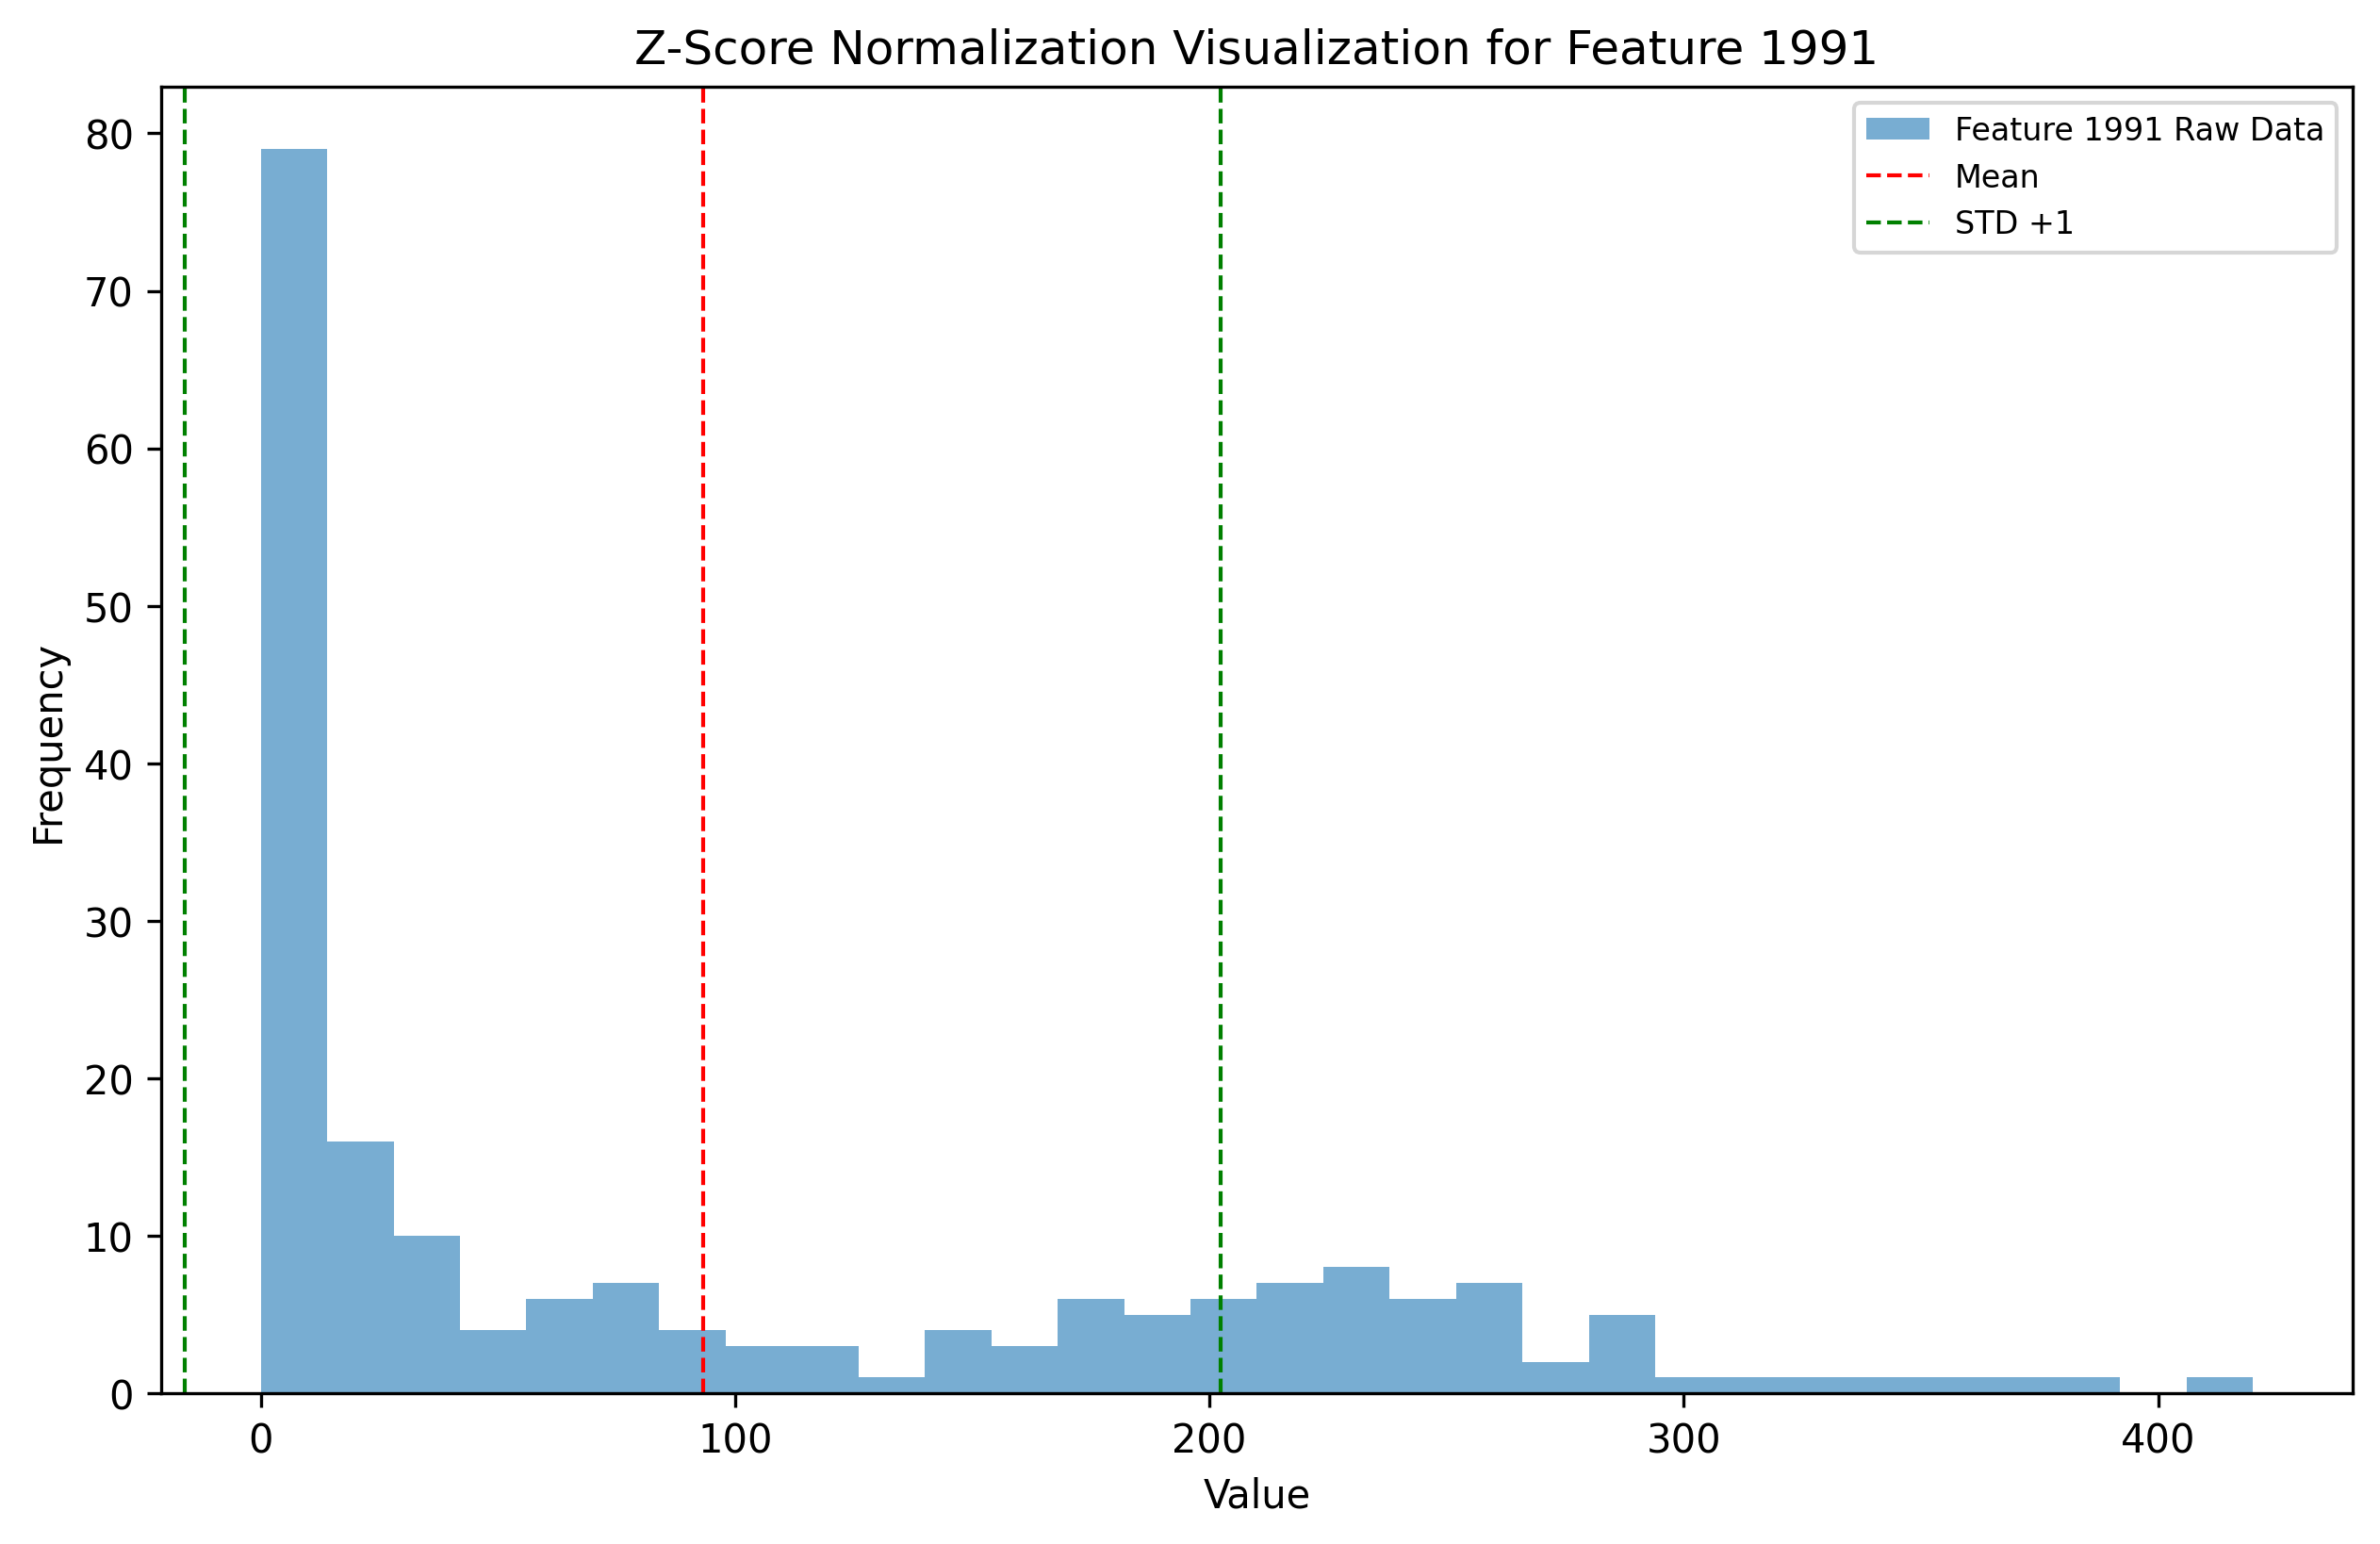 Z-Score Normalization Visualization for Feature 1991
Feature 1991 Raw Data
Mean
STD +1
Frequency
80
70
60
50
40
30
20
10
0
0
100
200
300
400
Value